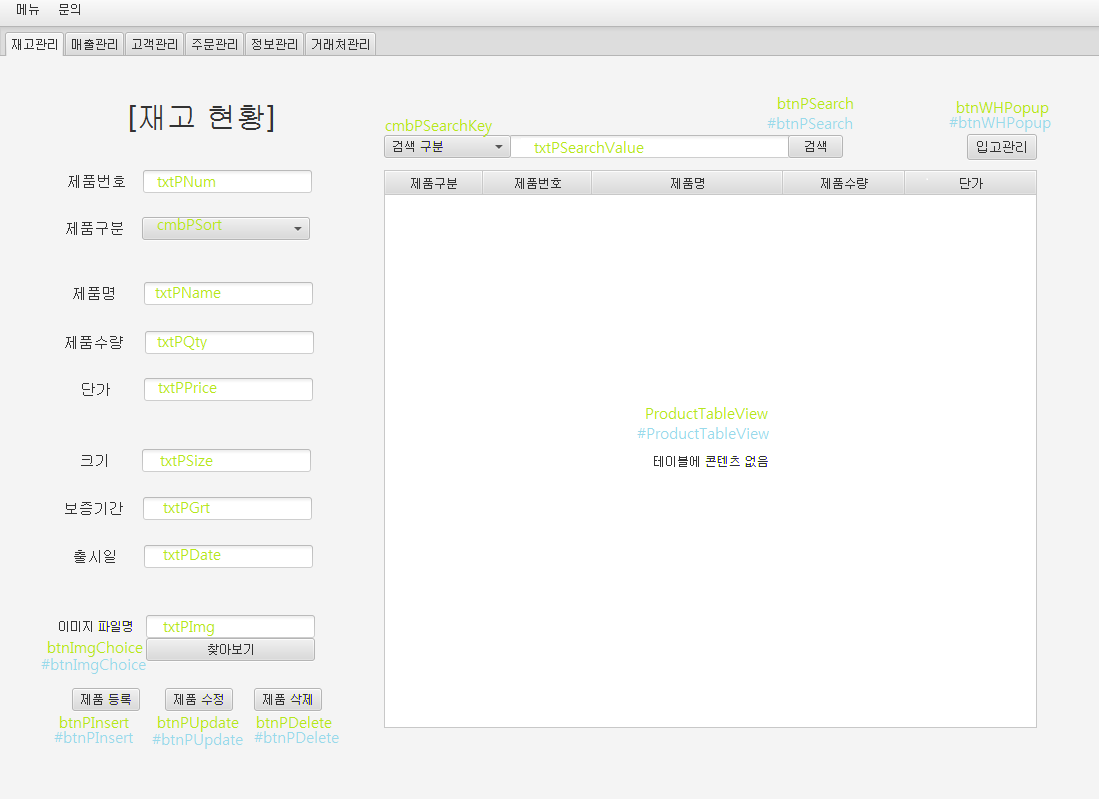 메뉴 문의
재고관리 매출관리 고객관리 주문관리 정보관리 거래처관리
[재고 현황]
제품번호 txtPNum
제품구분 cmbPSort
제품명 txtPName
제품수량 txtPQty
단가 txtPPrice
크기 txtPSize
보증기간 txtPGrt
출시일 txtPDate
이미지 파일명 txtPImg
btnImgChoice 찾아보기
#btnImgChoice
제품 등록 제품 수정 제품 삭제
btnPInsert btnPUpdate btnPDelete
#btnPInsert #btnPUpdate #btnPDelete
cmbPSearchKey btnPSearch btnWHPopup
#btnPSearch #btnWHPopup
검색 구분 txtPSearchValue 검색 입고관리
제품구분 제품번호 제품명 제품수량 단가
ProductTableView
#ProductTableView
테이블에 콘텐츠 없음